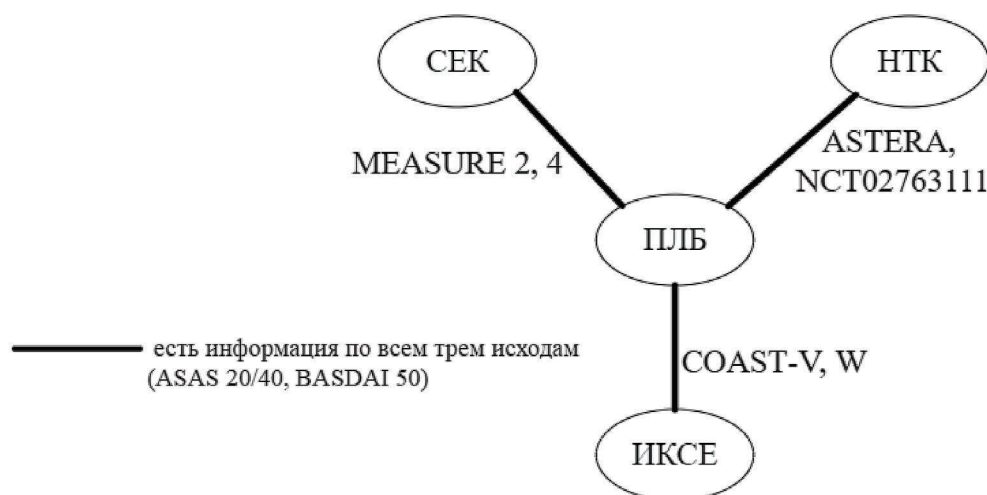 СЕК
НТК
MEASURE 2, 4
ASTERA,
NCT02763111
ПЛБ
есть информация по всем трем исходам
(ASAS 20/40, BASDAI 50)
COAST-V, W
ИКСЕ